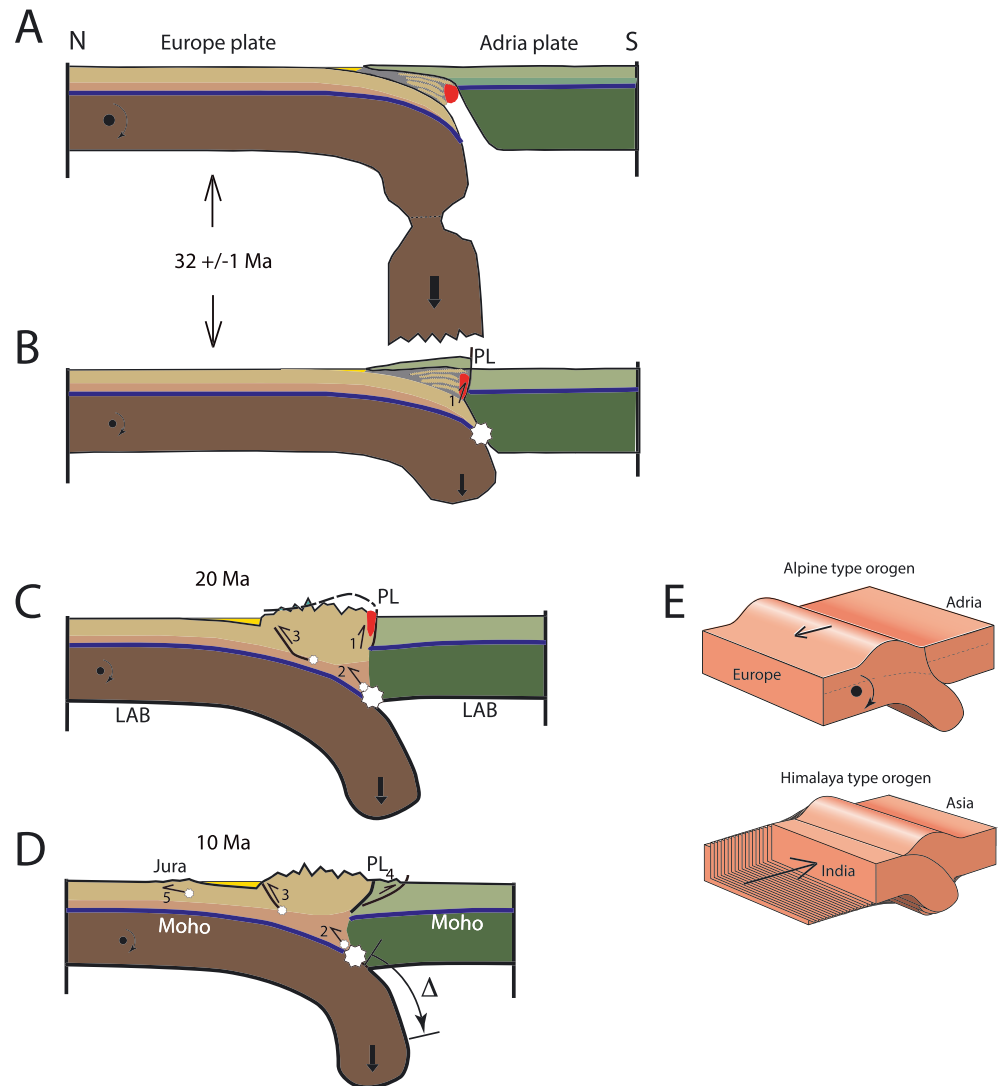 A
N
Europe plate
Adria plate
S
32 +/-1 Ma
B
PL
1
C
20 Ma
PL
3
1
2
LAB
LAB
D
10 Ma
Jura
PL
4
3
5
Moho
Moho
2
Δ
E
Alpine type orogen
Adria
Europe
Himalaya type orogen
Asia
India